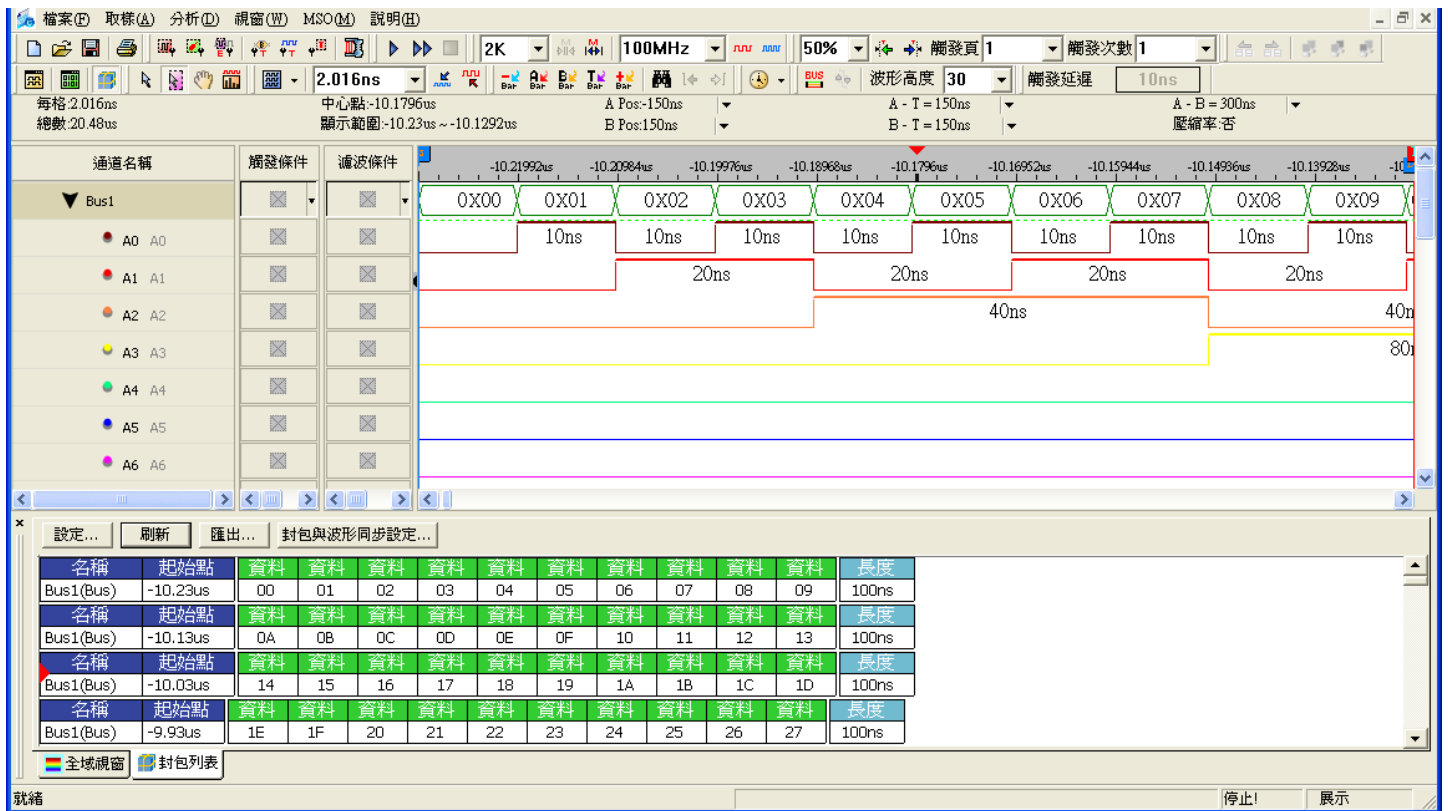 檔案(F) 取樣(A) 分析(D) 視窗(W) MSO(M) 說明(H)
2K 100MHz 50% 觸發頁 1 觸發次數 1
2.016ns Bar Bar Bar Bar Bar BUS 波形高度 30 觸發延遲 10ns
每格:2.016ns 中心點:-10.1796us A Pos:-150ns A - T = 150ns A - B = 300ns
總數:20.48us 顯示範圍:-10.23us ~ -10.1292us B Pos:150ns B - T = 150ns 壓縮率:否
通道名稱 觸發條件 濾波條件 -10.21992us -10.20984us -10.19976us -10.18968us -10.1796us -10.16952us -10.15944us -10.14936us -10.13928us
Bus1 0X00 0X01 0X02 0X03 0X04 0X05 0X06 0X07 0X08 0X09
A0 A0 10ns 10ns 10ns 10ns 10ns 10ns 10ns 10ns 10ns
A1 A1 20ns 20ns 20ns 20ns
A2 A2 40ns 40n
A3 A3 80
A4 A4
A5 A5
A6 A6
設定... 刷新 匯出... 封包與波形同步設定...
名稱 起始點 資料 資料 資料 資料 資料 資料 資料 資料 資料 資料 長度
Bus1(Bus) -10.23us 00 01 02 03 04 05 06 07 08 09 100ns
名稱 起始點 資料 資料 資料 資料 資料 資料 資料 資料 資料 資料 長度
Bus1(Bus) -10.13us 0A 0B 0C 0D 0E 0F 10 11 12 13 100ns
名稱 起始點 資料 資料 資料 資料 資料 資料 資料 資料 資料 資料 長度
Bus1(Bus) -10.03us 14 15 16 17 18 19 1A 1B 1C 1D 100ns
名稱 起始點 資料 資料 資料 資料 資料 資料 資料 資料 資料 資料 長度
Bus1(Bus) -9.93us 1E 1F 20 21 22 23 24 25 26 27 100ns
全域視窗 封包列表
就緒 停止! 展示